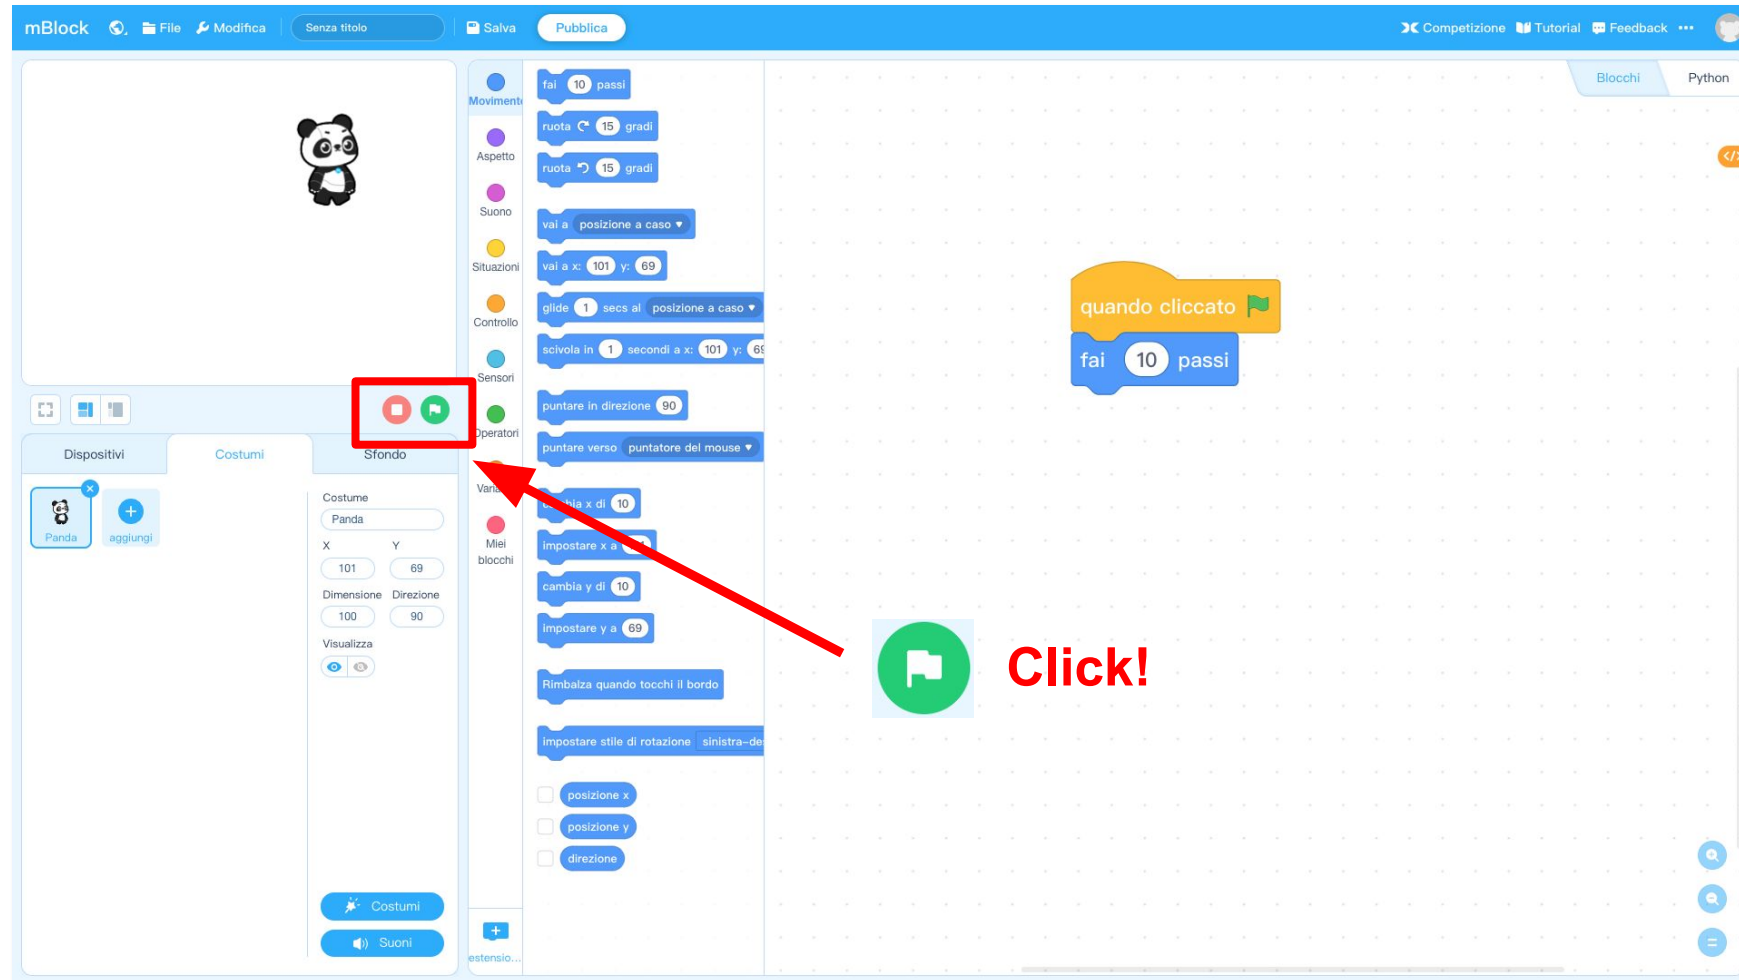 mBlock File Modifica Senza titolo Salva Pubblica Competizione Tutorial Feedback
Blocchi Python
Movimento
Aspetto
Suono
Situazioni
Controllo
Sensori
Operatori
Miei
blocchi
estensio...
fai 10 passi
ruota 15 gradi
ruota 15 gradi
vai a posizione a caso
vai a x: 101 y: 69
glide 1 secs al posizione a caso
scivola in 1 secondi a x: 101 y: 69
puntare in direzione 90
puntare verso puntatore del mouse
x di 10
impostare x a
cambia y di 10
impostare y a 69
Rimbalza quando tocchi il bordo
impostare stile di rotazione sinistra-de
posizione x
posizione y
direzione
quando cliccato
fai 10 passi
Click!
Dispositivi Costumi Sfondo
Panda aggiungi
Costume
Panda
X Y
101 69
Dimensione Direzione
100 90
Visualizza
Costumi
Suoni